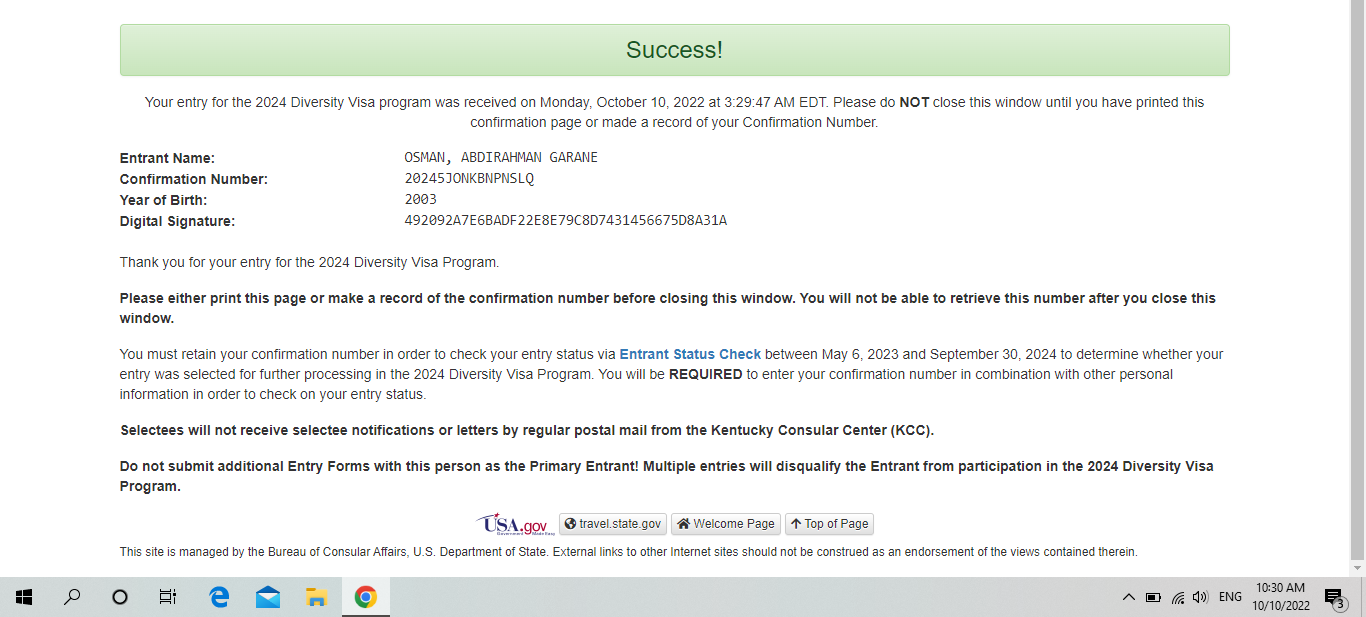 Success!
Your entry for the 2024 Diversity Visa program was received on Monday, October 10, 2022 at 3:29:47 AM EDT. Please do NOT close this window until you have printed this
confirmation page or made a record of your Confirmation Number.
Entrant Name: OSMAN, ABDIRAHMAN GARANE
Confirmation Number: 20245JONKBNPNSLQ
Year of Birth: 2003
Digital Signature: 492092A7E6BADF22E8E79C8D7431456675D8A31A
Thank you for your entry for the 2024 Diversity Visa Program.
Please either print this page or make a record of the confirmation number before closing this window. You will not be able to retrieve this number after you close this
window.
You must retain your confirmation number in order to check your entry status via Entrant Status Check between May 6, 2023 and September 30, 2024 to determine whether your
entry was selected for further processing in the 2024 Diversity Visa Program. You will be REQUIRED to enter your confirmation number in combination with other personal
information in order to check on your entry status.
Selectees will not receive selectee notifications or letters by regular postal mail from the Kentucky Consular Center (KCC).
Do not submit additional Entry Forms with this person as the Primary Entrant! Multiple entries will disqualify the Entrant from participation in the 2024 Diversity Visa
Program.
USA.gov travel.state.gov Welcome Page Top of Page
Government Made Easy
This site is managed by the Bureau of Consular Affairs, U.S. Department of State. External links to other Internet sites should not be construed as an endorsement of the views contained therein.
ENG 10:30 AM
10/10/2022 3